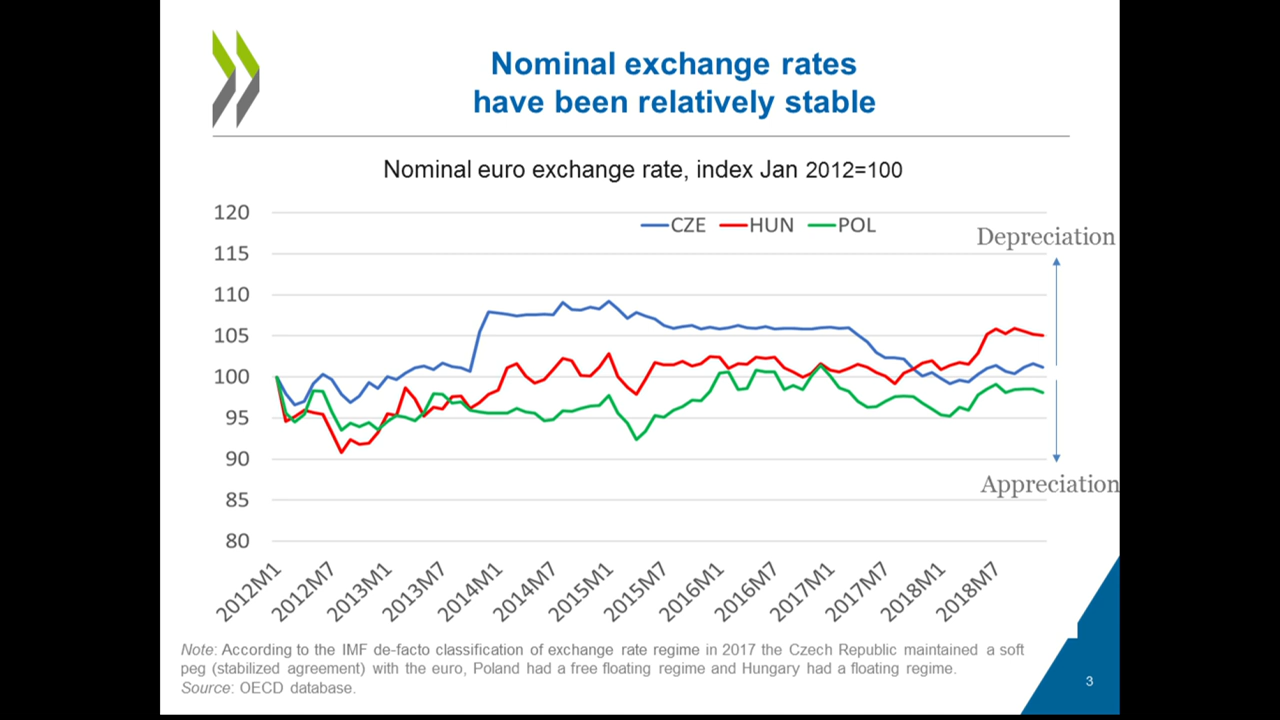 Nominal exchange rates
have been relatively stable
Nominal euro exchange rate, index Jan 2012=100
120
115
110
105
100
95
90
85
80
CZE HUN POL
Depreciation
Appreciation
2012M1
2012M7
2013M1
2013M7
2014M1
2014M7
2015M1
2015M7
2016M1
2016M7
2017M1
2017M7
2018M1
2018M7
Note: According to the IMF de-facto classification of exchange rate regime in 2017 the Czech Republic maintained a soft
peg (stabilized agreement) with the euro, Poland had a free floating regime and Hungary had a floating regime.
Source: OECD database.
3